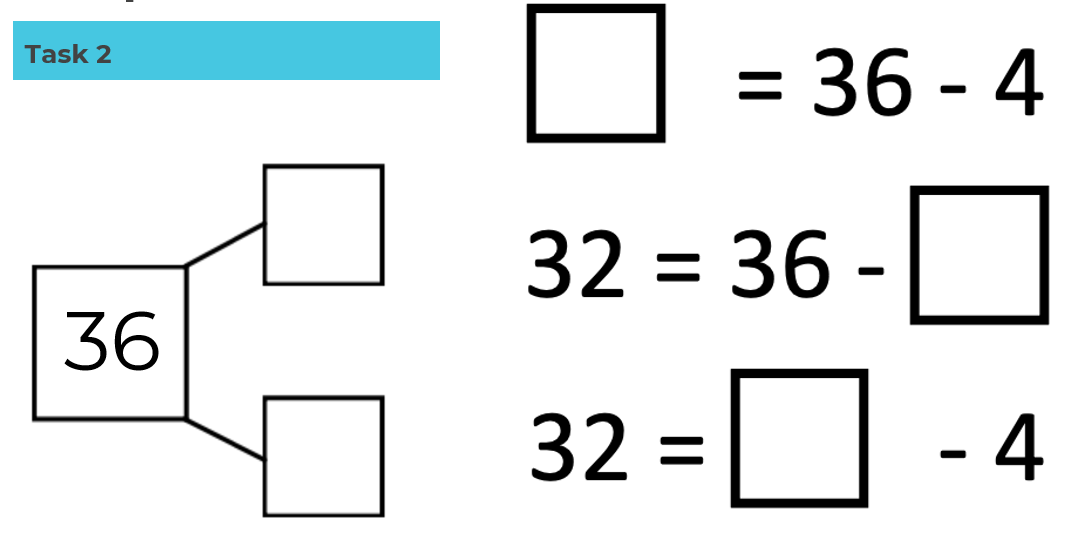 Task 2
36
= 36 - 4
32 = 36 -
32 = - 4